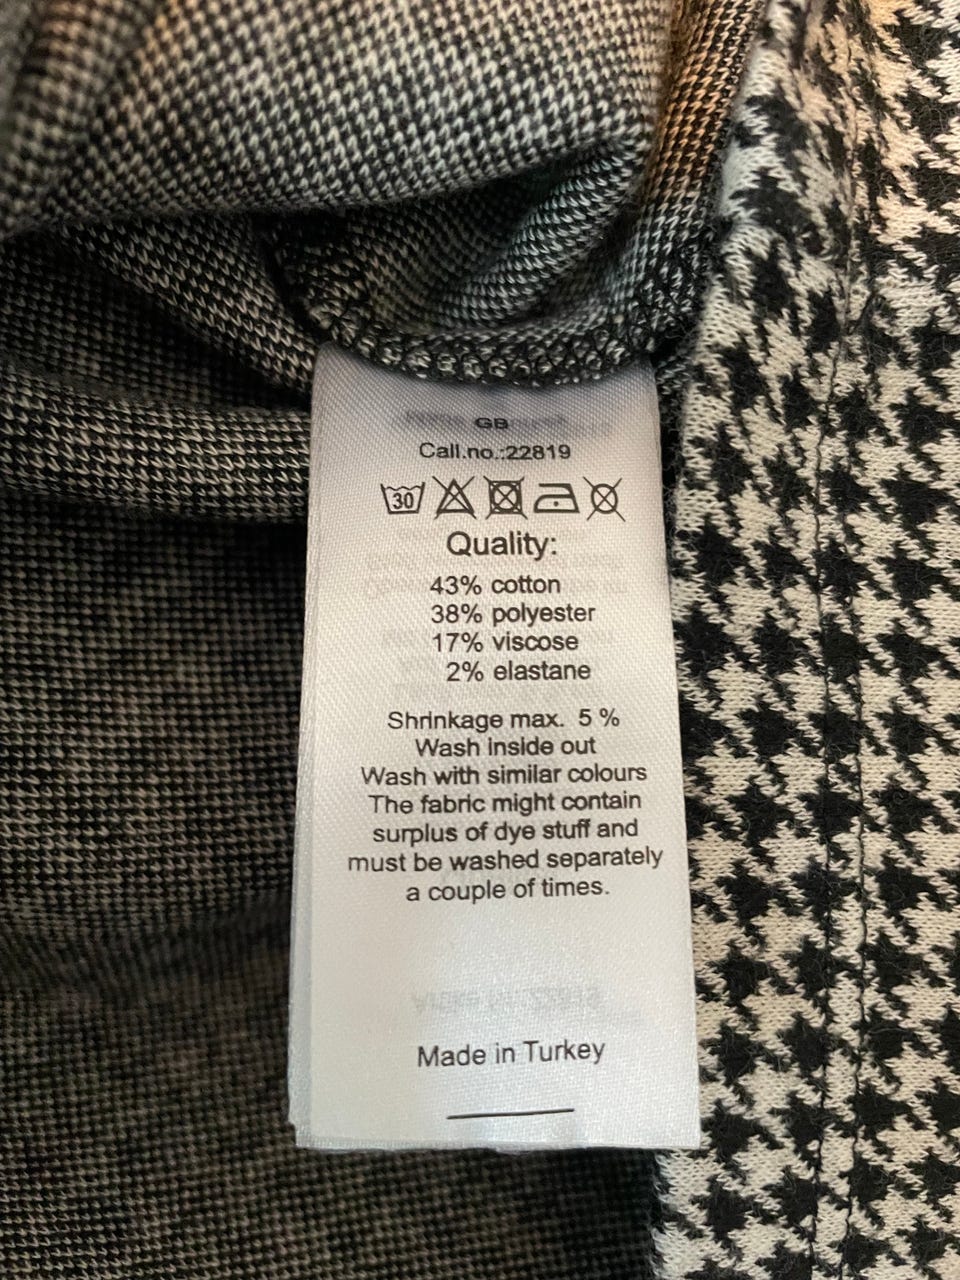 GB
Call.no.:22819
30
Quality:
43% cotton
38% polyester
17% viscose
2% elastane
Shrinkage max. 5 %
Wash inside out
Wash with similar colours
The fabric might contain
surplus of dye stuff and
must be washed separately
a couple of times.
Made in Turkey